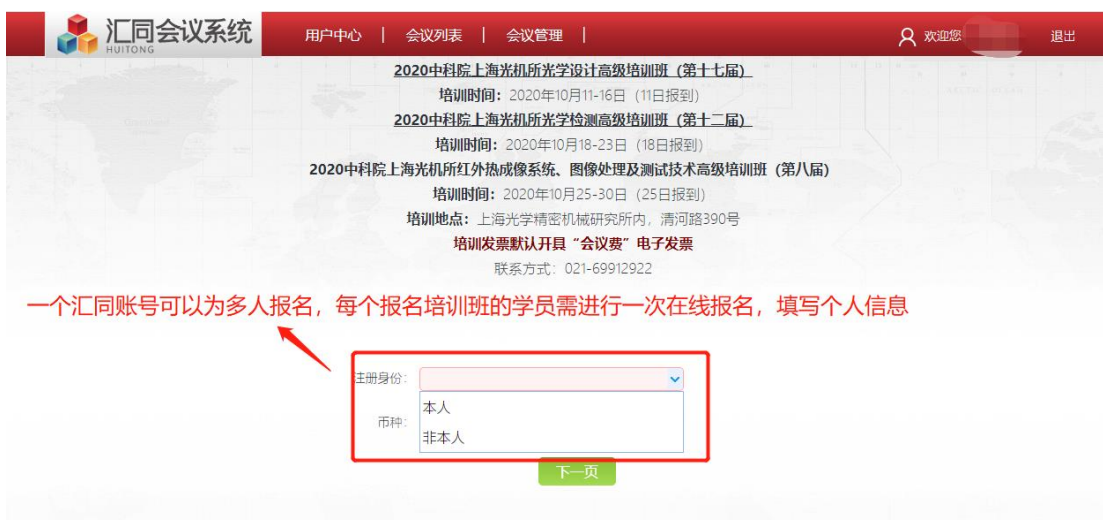 汇同会议系统
HUITONG
用户中心 | 会议列表 | 会议管理 |
欢迎您
退出
2020中科院上海光机所光学设计高级培训班（第十七届）
培训时间：2020年10月11-16日（11日报到）
2020中科院上海光机所光学检测高级培训班（第十二届）
培训时间：2020年10月18-23日（18日报到）
2020中科院上海光机所红外热成像系统、图像处理及测试技术高级培训班（第八届）
培训时间：2020年10月25-30日（25日报到）
培训地点：上海光学精密机械研究所内，清河路390号
培训发票默认开具“会议费”电子发票
联系方式：021-69912922
一个汇同账号可以为多人报名，每个报名培训班的学员需进行一次在线报名，填写个人信息
注册身份：
本人
币种：
非本人
下一页